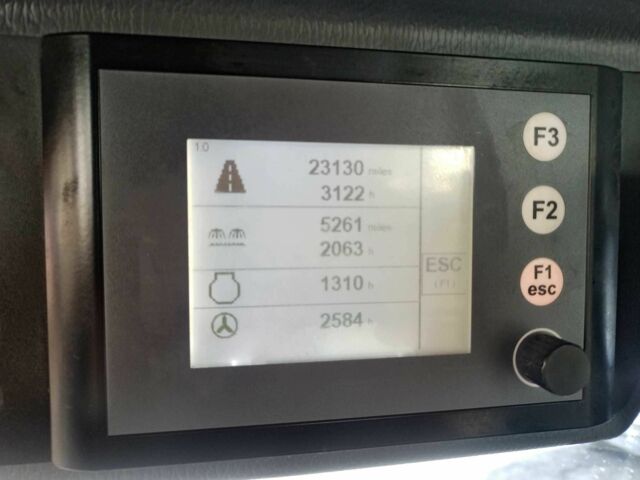 1.0
23130 miles
3122 h
5261 miles
2063 h
1310 h
2584 h
ESC
(F1)
F3
F2
F1
esc